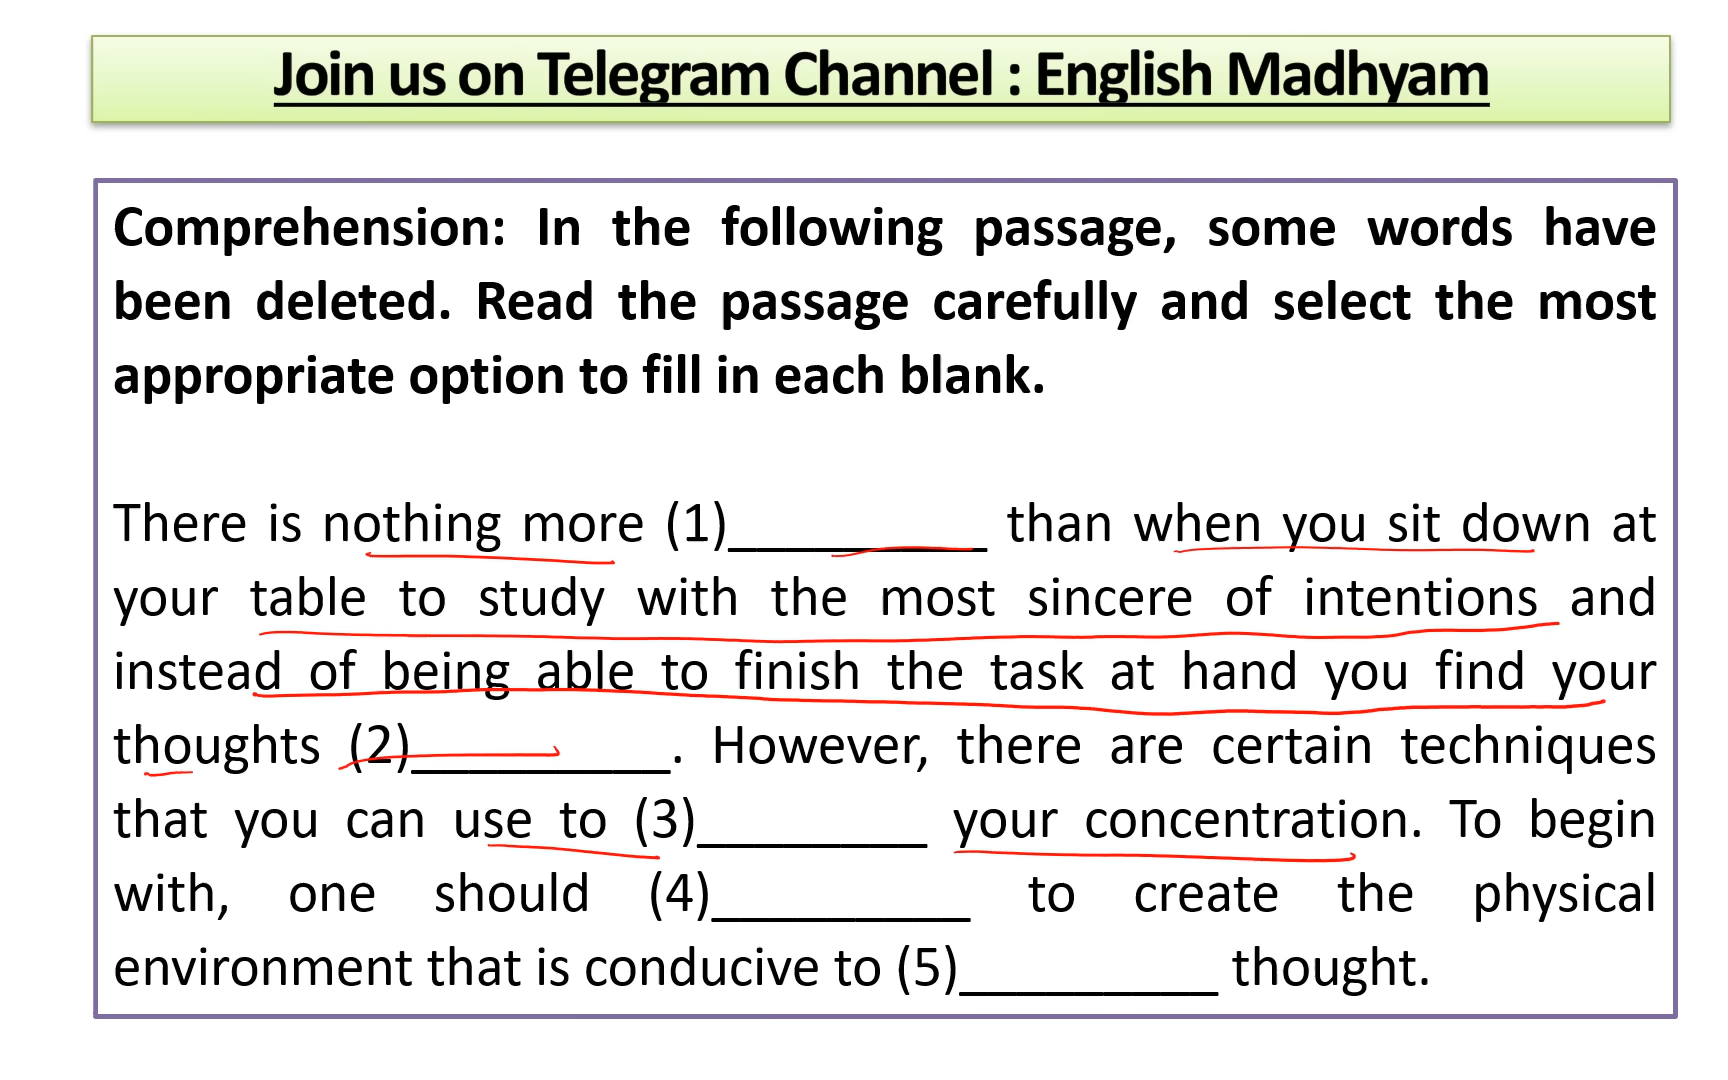 Join us on Telegram Channel : English Madhyam
Comprehension: In the following passage, some words have
been deleted. Read the passage carefully and select the most
appropriate option to fill in each blank.
There is nothing more (1)_________ than when you sit down at
your table to study with the most sincere of intentions and
instead of being able to finish the task at hand you find your
thoughts (2)_________. However, there are certain techniques
that you can use to (3)________ your concentration. To begin
with, one should (4)_________ to create the physical
environment that is conducive to (5)_________ thought.